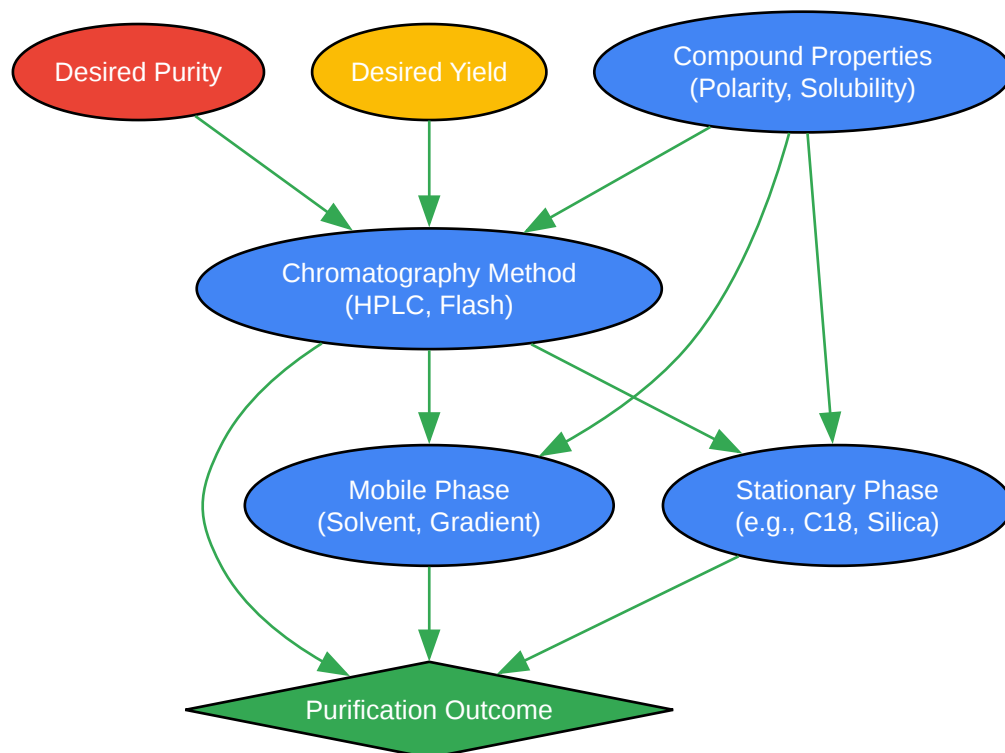 Desired Purity
Desired Yield
Compound Properties
(Polarity, Solubility)
Chromatography Method
(HPLC, Flash)
Mobile Phase
(Solvent, Gradient)
Stationary Phase
(e.g., C18, Silica)
Purification Outcome